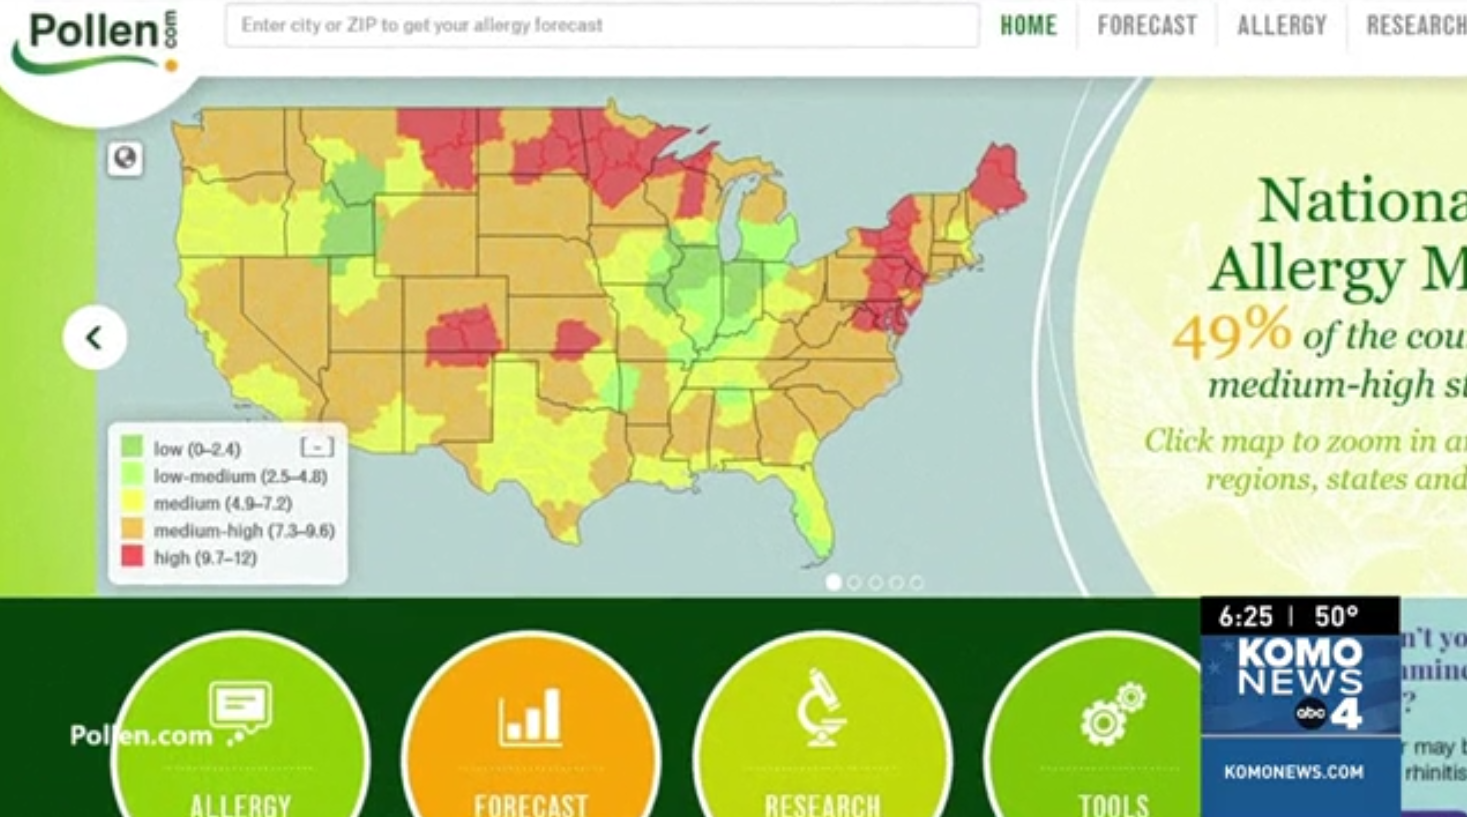 Pollen.com
Enter city or ZIP to get your allergy forecast
HOME
FORECAST
ALLERGY
RESEARCH
Nationa
Allergy M
49% of the cou
medium-high st
Click map to zoom in a
regions, states and
low (0–2.4)
[-]
low-medium (2.5–4.8)
medium (4.9–7.2)
medium-high (7.3–9.6)
high (9.7–12)
Pollen.com
ALLERGY
FORECAST
RESEARCH
TOOLS
6:25 | 50°
KOMO
NEWS
abc 4
KOMONEWS.COM
n't yo
amine
?
r may b
rhinitis